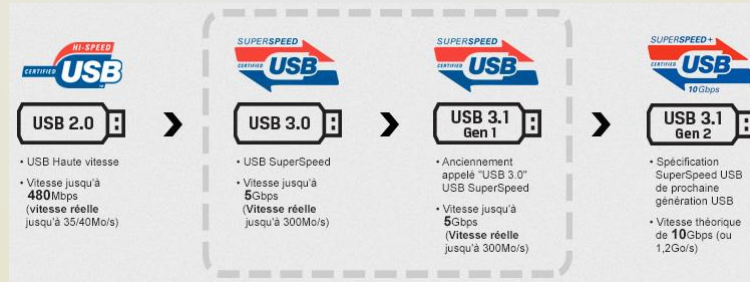 HI-SPEED
CERTIFIED USB
USB 2.0
• USB Haute vitesse
• Vitesse jusqu'à
480Mbps
(vitesse réelle
jusqu'à 35/40Mo/s)
SUPERSPEED
CERTIFIED USB
USB 3.0
• USB SuperSpeed
• Vitesse jusqu'à
5Gbps
(Vitesse réelle
jusqu'à 300Mo/s)
SUPERSPEED
CERTIFIED USB
USB 3.1
Gen 1
• Anciennement
appelé "USB 3.0"
USB SuperSpeed
• Vitesse jusqu'à
5Gbps
(Vitesse réelle
jusqu'à 300Mo/s)
SUPERSPEED+
CERTIFIED USB
10Gbps
USB 3.1
Gen 2
• Spécification
SuperSpeed USB
de prochaine
génération USB
• Vitesse théorique
de 10Gbps (ou
1,2Go/s)